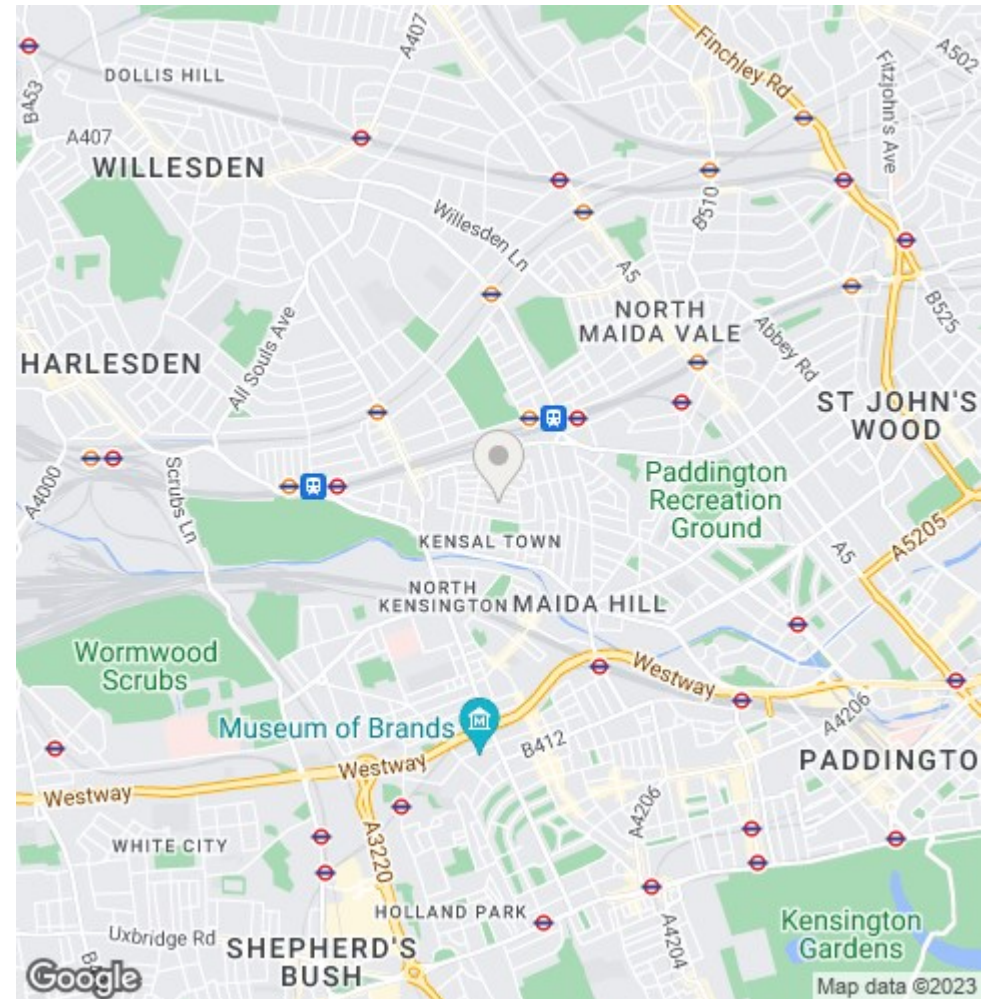 A407
Finchley Rd
A502
DOLLIS HILL
Fitzjohn's Ave
B453
A407
WILLESDEN
B510
Willesden Ln
A5
NORTH
MAIDA VALE
B525
All Souls Ave
Abbey Rd
HARLESDEN
ST JOHN'S
WOOD
A4000
Scrubs Ln
Paddington
Recreation
Ground
A5205
KENSAL TOWN
A5
NORTH
KENSINGTON
MAIDA HILL
Wormwood
Scrubs
Westway
Museum of Brands
A4206
B412
PADDINGTO
Westway
Westway
A4206
WHITE CITY
A3220
HOLLAND PARK
Kensington
Gardens
Uxbridge Rd
A4204
SHEPHERD'S
BUSH
Google
Map data ©2023